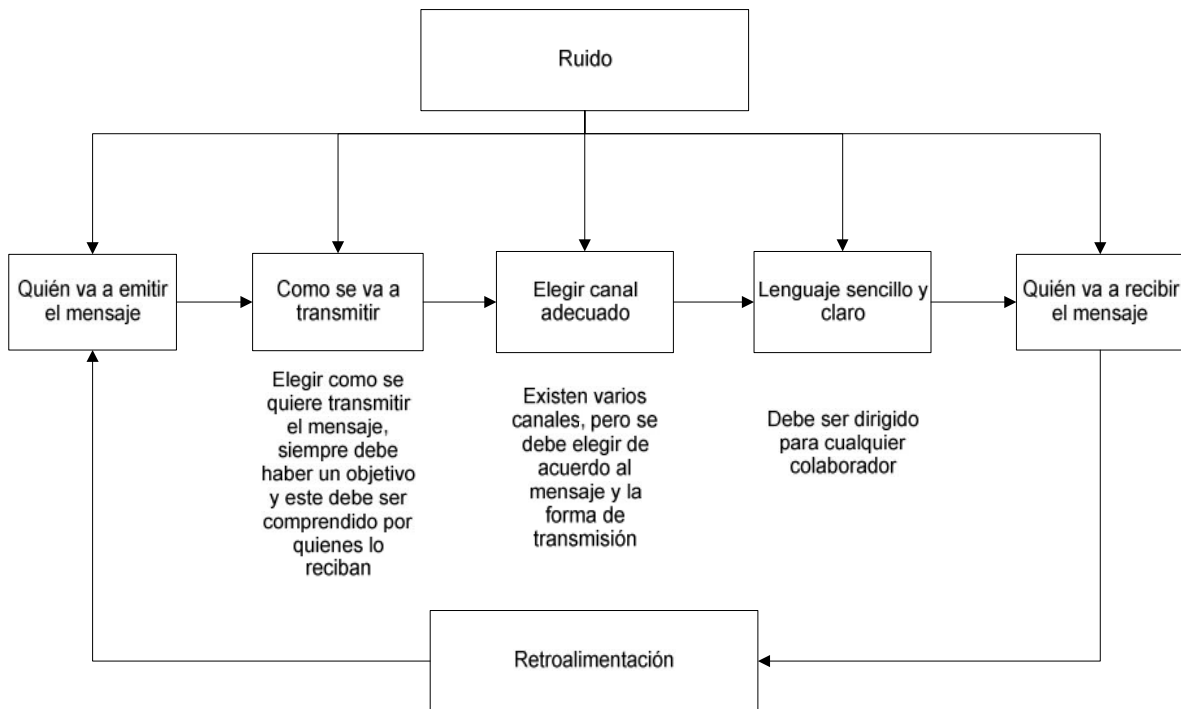 Ruido
Quién va a emitir
el mensaje
Como se va a
transmitir
Elegir canal
adecuado
Lenguaje sencillo y
claro
Quién va a recibir
el mensaje
Elegir como se
quiere transmitir
el mensaje,
siempre debe
haber un objetivo
y este debe ser
comprendido por
quienes lo
reciban
Existen varios
canales, pero se
debe elegir de
acuerdo al
mensaje y la
forma de
transmisión
Debe ser dirigido
para cualquier
colaborador
Retroalimentación